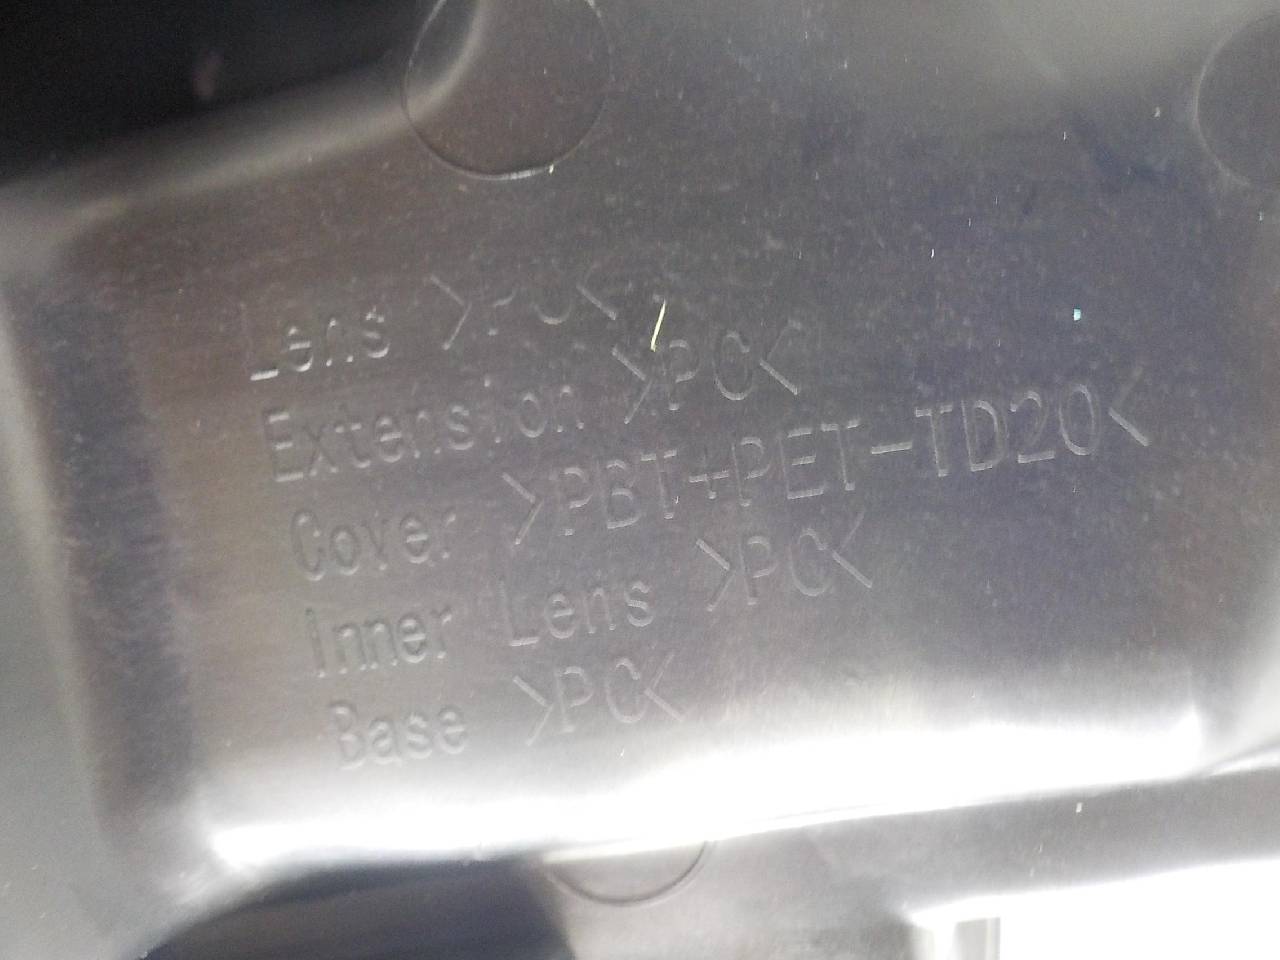 Lens >PC<
Extension >PC<
Cover >PBT+PET-TD20<
Inner Lens >PC<
Base >PC<